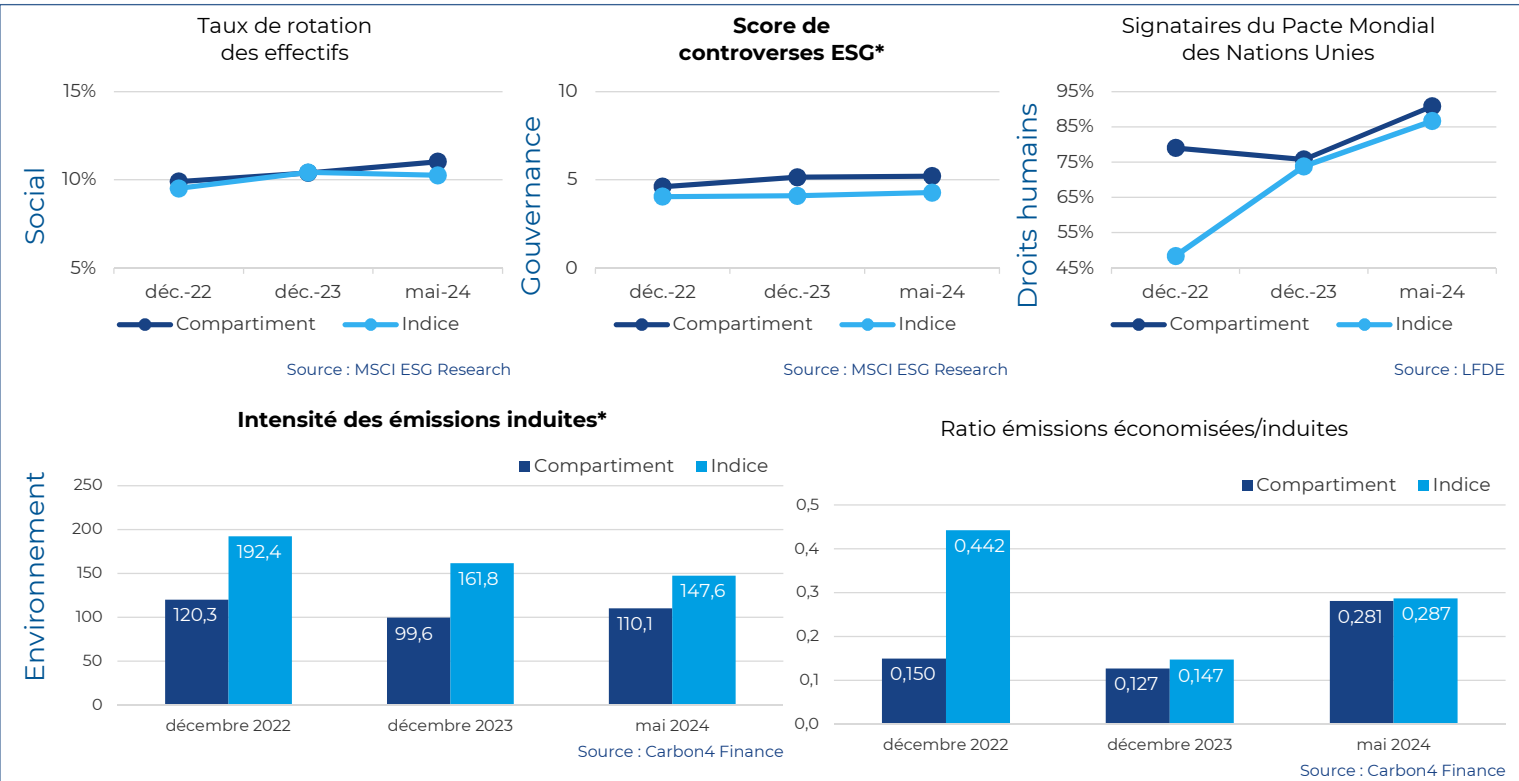 Taux de rotation
des effectifs
Social
15%
10%
5%
déc.-22 déc.-23 mai-24
Compartiment Indice
Source : MSCI ESG Research
Score de
controverses ESG*
Gouvernance
10
5
0
déc.-22 déc.-23 mai-24
Compartiment Indice
Source : MSCI ESG Research
Signataires du Pacte Mondial
des Nations Unies
Droits humains
95%
85%
75%
65%
55%
45%
déc.-22 déc.-23 mai-24
Compartiment Indice
Source : LFDE
Intensité des émissions induites*
Compartiment Indice
Environnement
250
200
150
100
50
0
120,3 192,4
99,6 161,8
110,1 147,6
décembre 2022 décembre 2023 mai 2024
Source : Carbon4 Finance
Ratio émissions économisées/induites
Compartiment Indice
0,5
0,4
0,3
0,2
0,1
0,0
0,150 0,442
0,127 0,147
0,281 0,287
décembre 2022 décembre 2023 mai 2024
Source : Carbon4 Finance